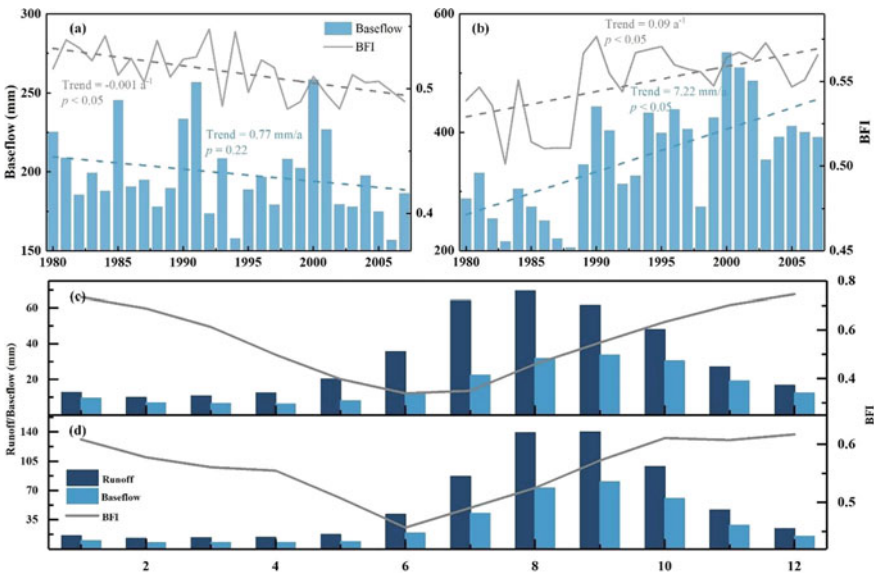 300
(a)
Baseflow
BFI
600
(b)
Trend = 0.09 a⁻¹
p < 0.05
275
250
225
200
175
150
Baseflow (mm)
Trend = -0.001 a⁻¹
p < 0.05
Trend = 0.77 mm/a
p = 0.22
0.5
0.4
400
200
Trend = 7.22 mm/a
p < 0.05
0.55
0.50
0.45
BFI
1980 1985 1990 1995 2000 2005
1980 1985 1990 1995 2000 2005
(c)
60
40
20
0.8
0.6
0.4
Runoff/Baseflow (mm)
BFI
(d)
140
105
70
35
Runoff
Baseflow
BFI
0.6
0.5
2 4 6 8 10 12